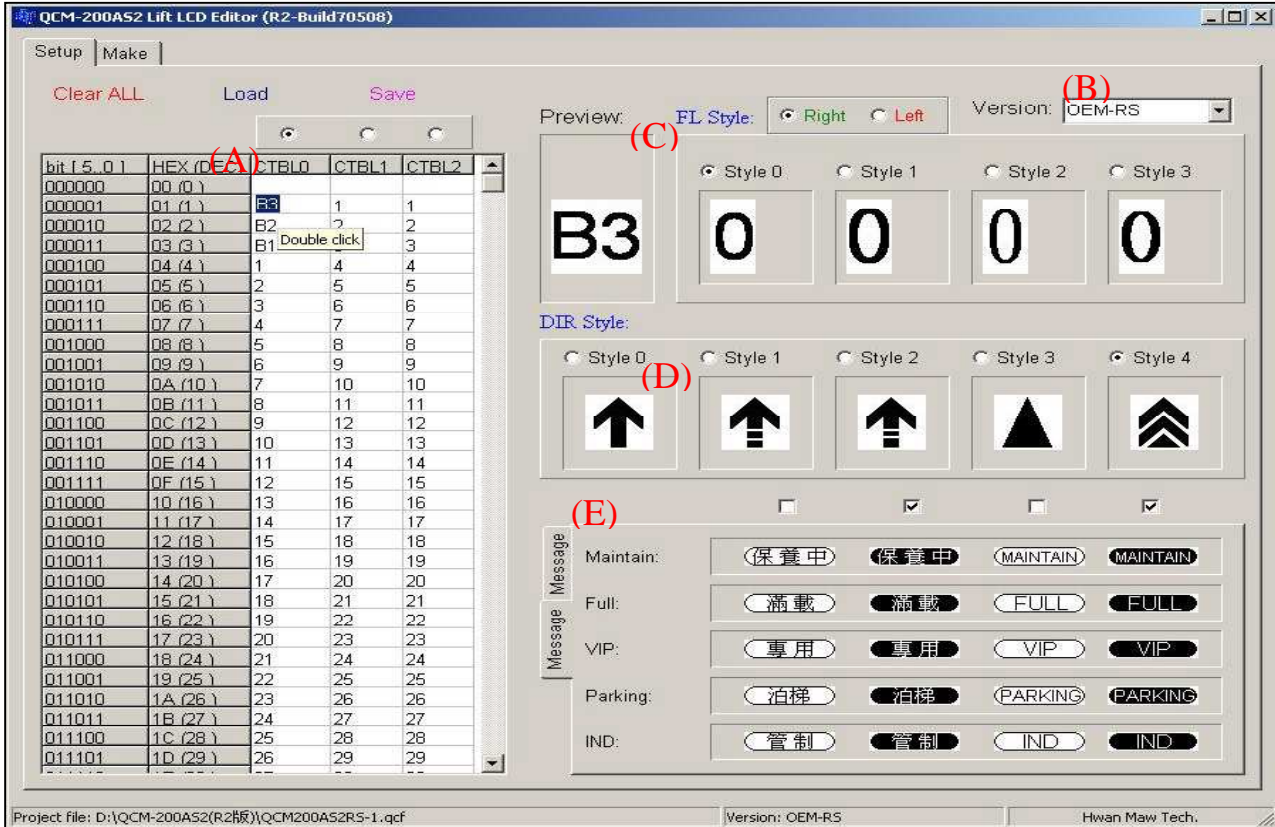 QCM-200AS2 Lift LCD Editor (R2-Build70508)
Setup Make
Clear ALL Load Save
(A)
bit [ 5..0 ] HEX (DEC CTBL0 CTBL1 CTBL2
000000 00 (0 )
000001 01 (1 ) B3 1 1
000010 02 (2 ) B2 2 2
Double click
000011 03 (3 ) B1 3
000100 04 (4 ) 1 4 4
000101 05 (5 ) 2 5 5
000110 06 (6 ) 3 6 6
000111 07 (7 ) 4 7 7
001000 08 (8 ) 5 8 8
001001 09 (9 ) 6 9 9
001010 0A (10 ) 7 10 10
001011 0B (11 ) 8 11 11
001100 0C (12 ) 9 12 12
001101 0D (13 ) 10 13 13
001110 0E (14 ) 11 14 14
001111 0F (15 ) 12 15 15
010000 10 (16 ) 13 16 16
010001 11 (17 ) 14 17 17
010010 12 (18 ) 15 18 18
010011 13 (19 ) 16 19 19
010100 14 (20 ) 17 20 20
010101 15 (21 ) 18 21 21
010110 16 (22 ) 19 22 22
010111 17 (23 ) 20 23 23
011000 18 (24 ) 21 24 24
011001 19 (25 ) 22 25 25
011010 1A (26 ) 23 26 26
011011 1B (27 ) 24 27 27
011100 1C (28 ) 25 28 28
011101 1D (29 ) 26 29 29
Preview: (C) FL Style: Right Left Version: (B) OEM-RS
Style 0 Style 1 Style 2 Style 3
B3 0 0 0 0
DIR Style:
Style 0 Style 1 Style 2 Style 3 Style 4
(D)
(E)
Message
Message
Maintain: 保養中 保養中 MAINTAIN MAINTAIN
Full: 滿載 滿載 FULL FULL
VIP: 專用 專用 VIP VIP
Parking: 泊梯 泊梯 PARKING PARKING
IND: 管制 管制 IND IND
Project file: D:\QCM-200AS2(R2版)\QCM200AS2RS-1.qcf Version: OEM-RS Hwan Maw Tech.